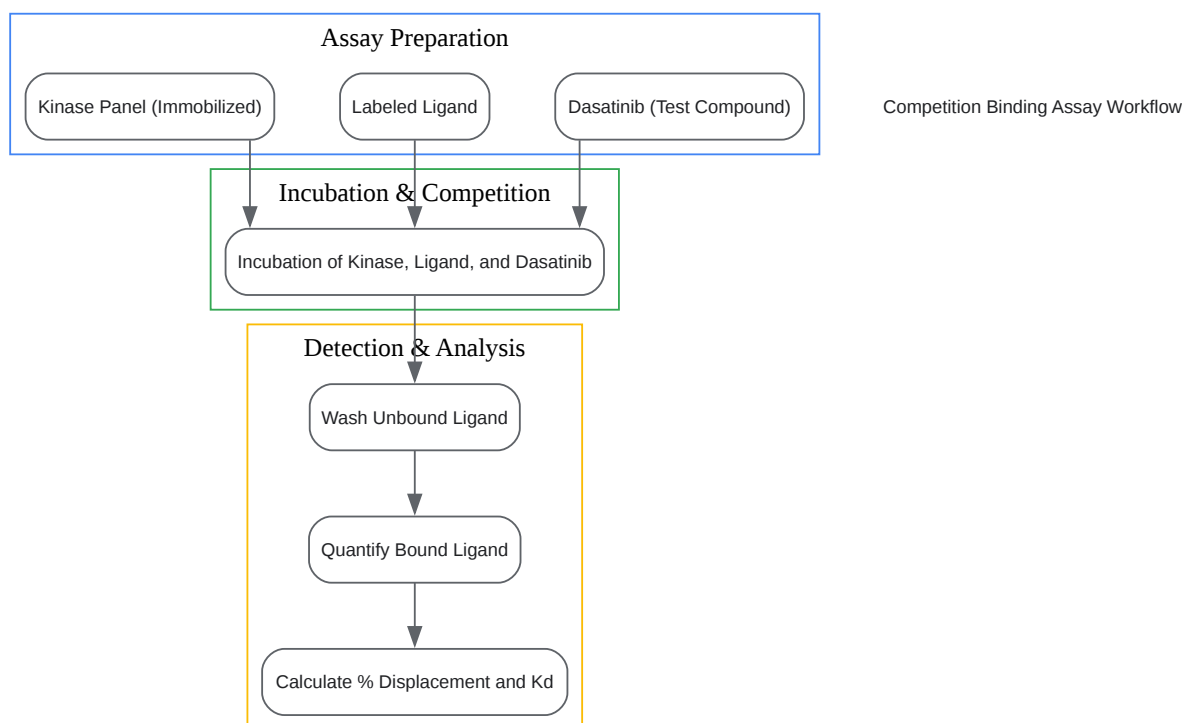 Assay Preparation
Kinase Panel (Immobilized)
Labeled Ligand
Dasatinib (Test Compound)
Competition Binding Assay Workflow
Incubation & Competition
Incubation of Kinase, Ligand, and Dasatinib
Detection & Analysis
Wash Unbound Ligand
Quantify Bound Ligand
Calculate % Displacement and Kd